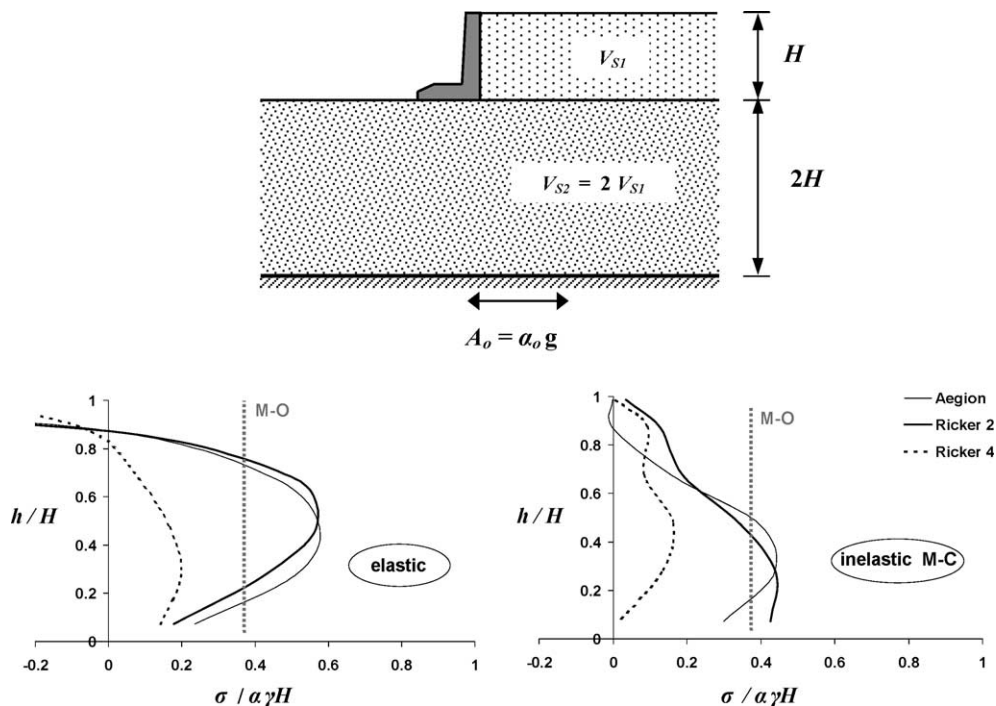 V_S1
H
V_S2 = 2 V_S1
2H
A_o = α_o g
M-O
1
0.8
0.6
h / H
0.4
0.2
0
elastic
-0.2 0 0.2 0.4 0.6 0.8 1
σ / α γH
M-O
Aegion
Ricker 2
Ricker 4
1
0.8
0.6
h / H
0.4
0.2
0
inelastic M-C
-0.2 0 0.2 0.4 0.6 0.8 1
σ / α γH